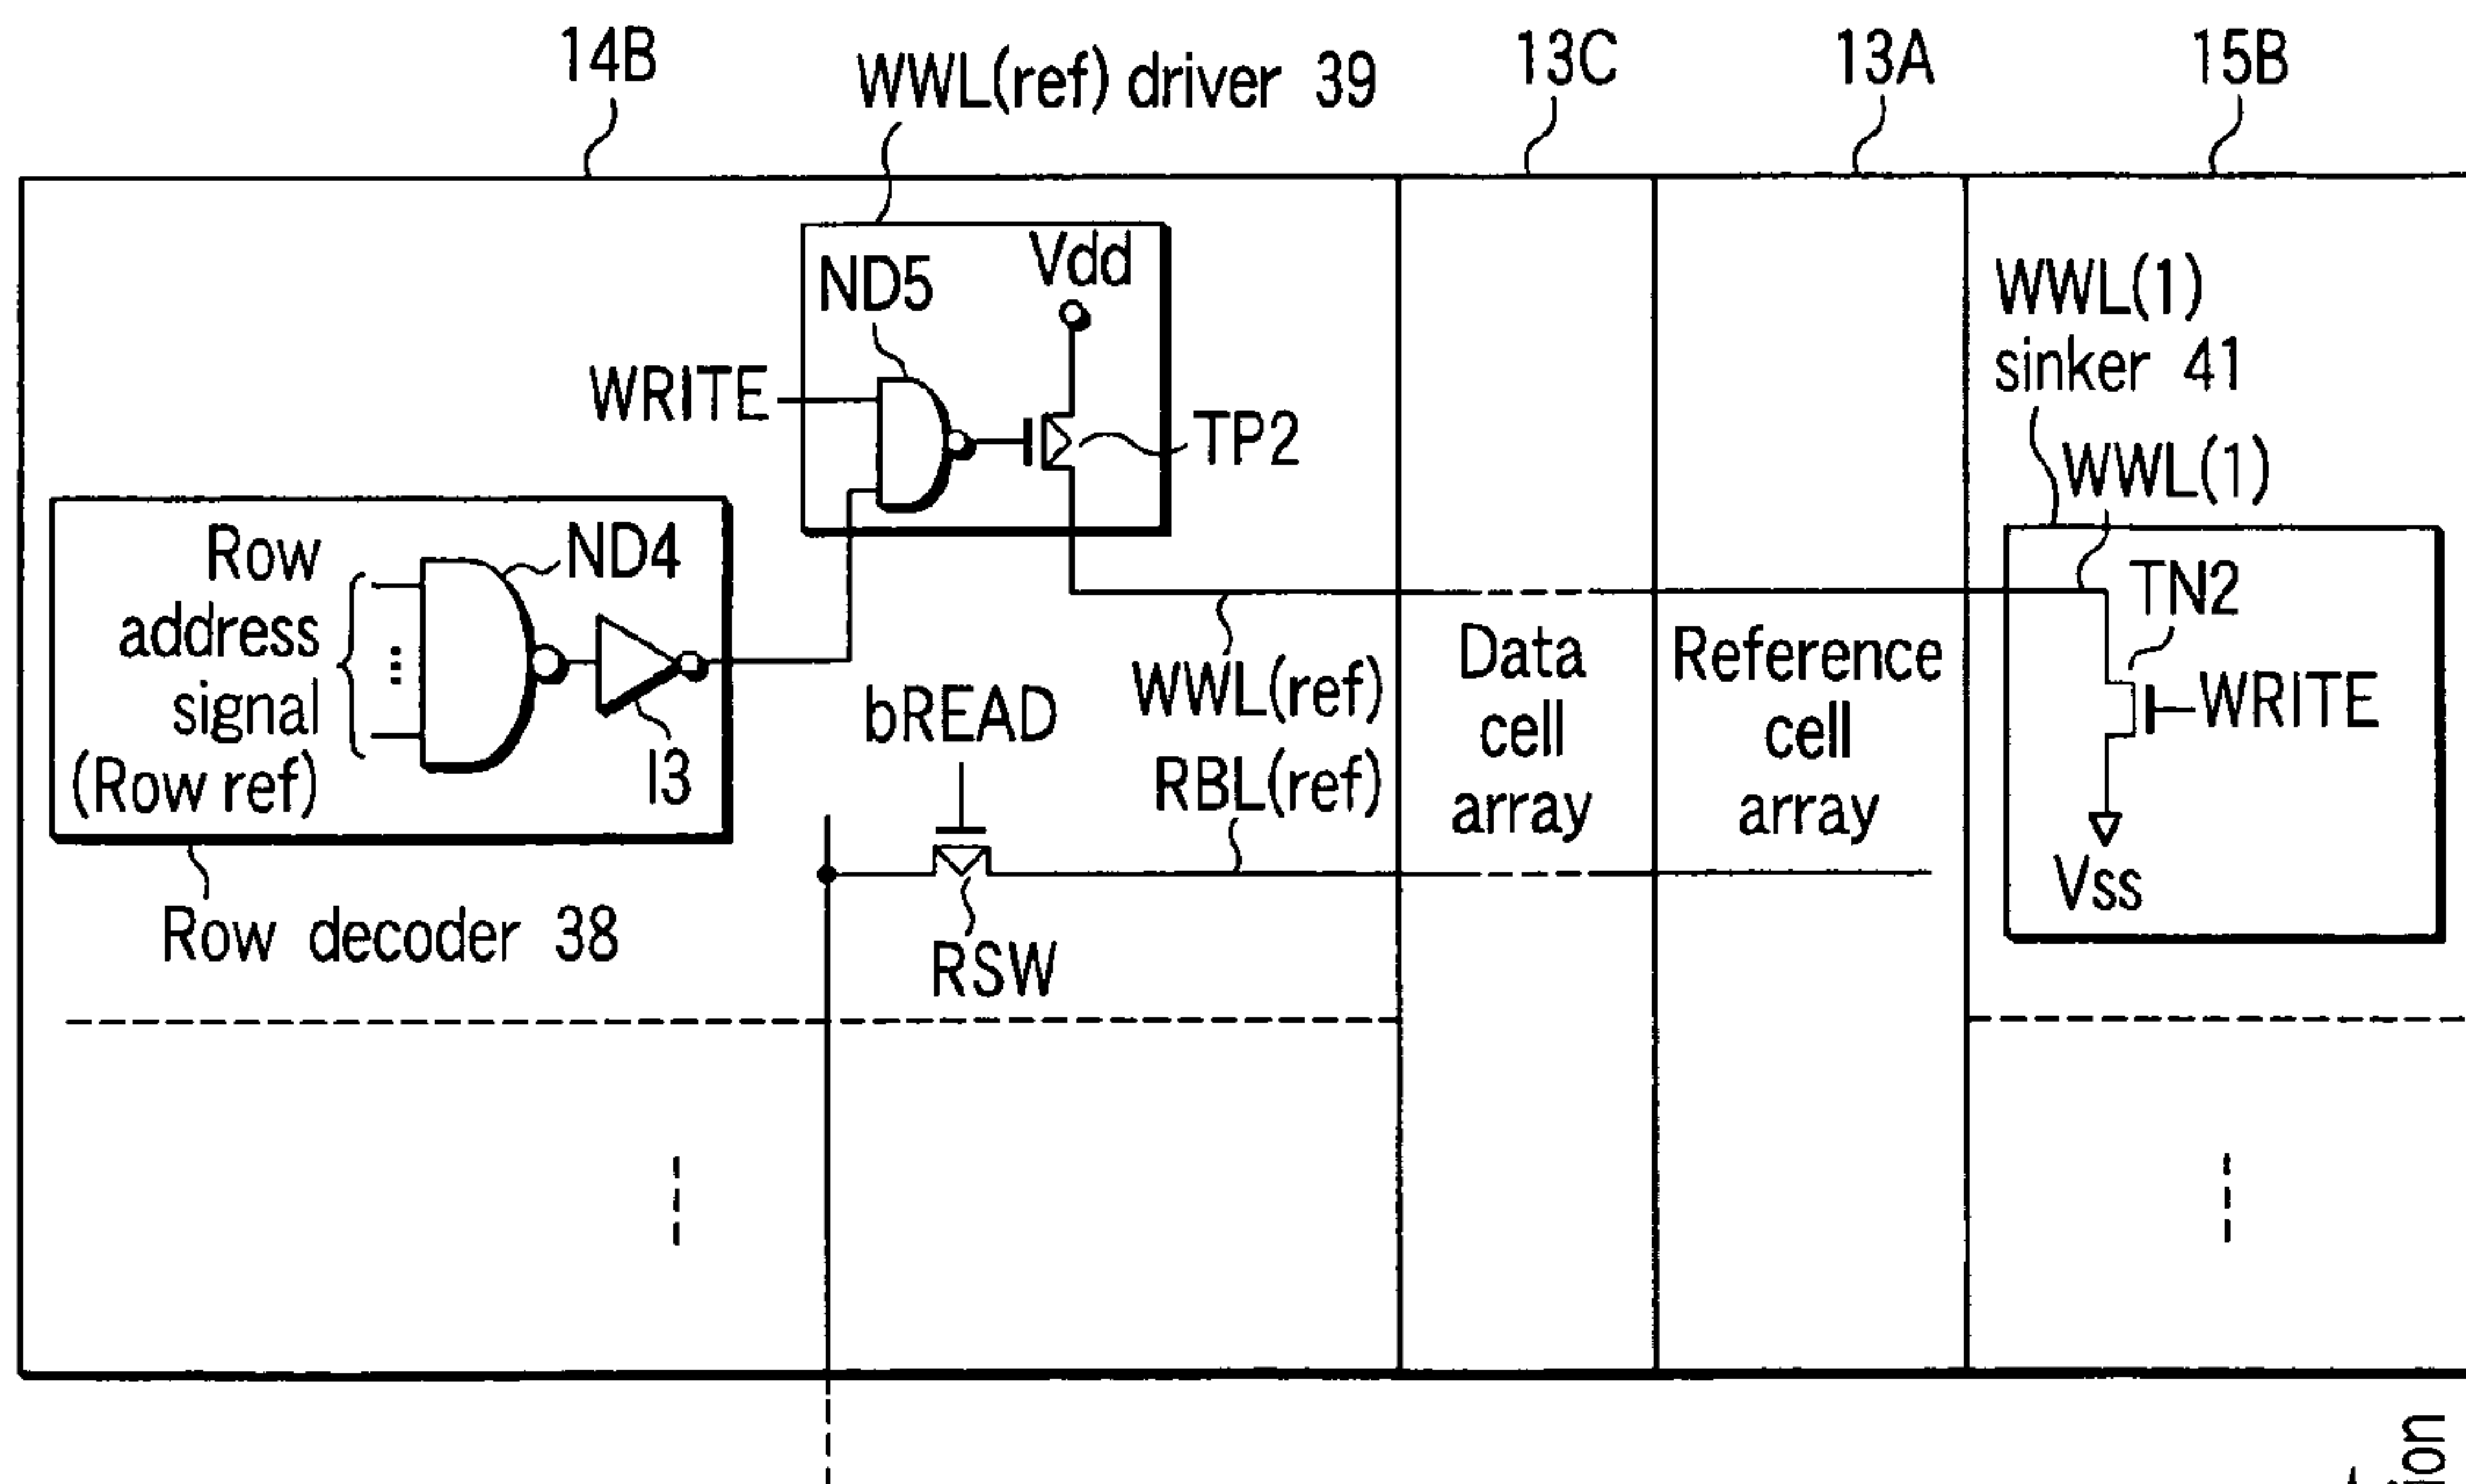 14B
WWL(ref) driver 39
13C
13A
15B
ND5
Vdd
WRITE
TP2
WWL(1)
sinker 41
WWL(1)
Row
address
signal
(Row ref)
ND4
I3
Row decoder 38
bREAD
WWL(ref)
RBL(ref)
RSW
Data
cell
array
Reference
cell
array
TN2
WRITE
Vss